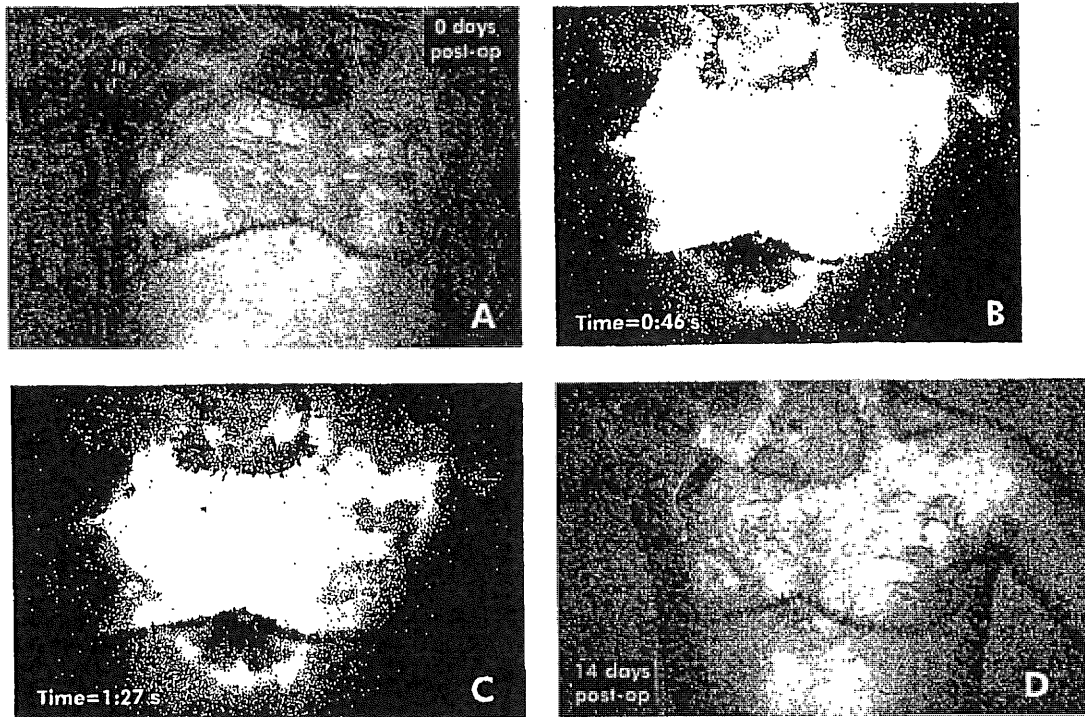 0 days
post-op
A
Time=0:46 s
B
Time=1:27 s
C
14 days
post-op
D